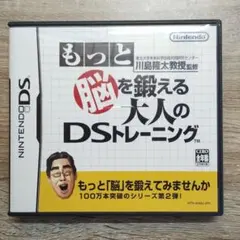 Nintendo
東北大学未来科学技術共同研究センター
川島隆太教授監修
もっと
脳を鍛える
大人の
DSトレーニング™
NINTENDO DS™
もっと「脳」を鍛えてみませんか
100万本突破のシリーズ第2弾!